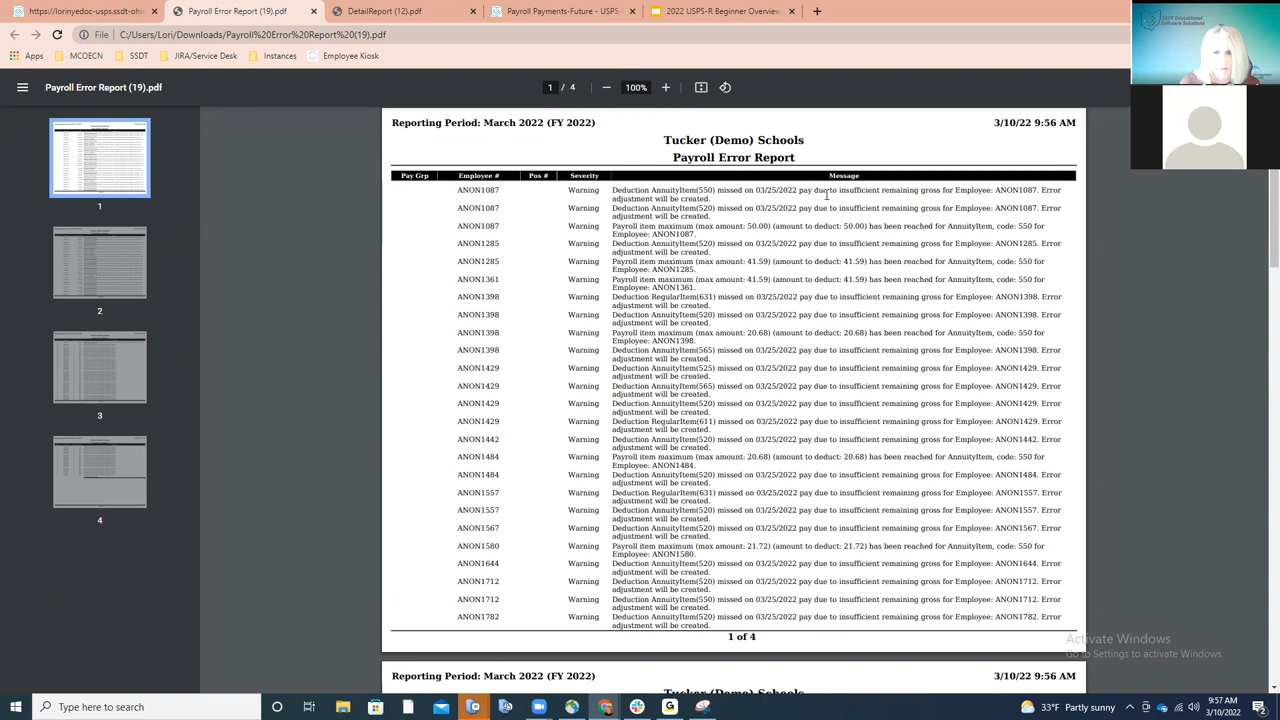 https://lornyedc-usps.ssdt-ohio
Payroll Error Report (19).pdf
DetailReport (12).pdf
Payroll Payments-Future - USPS -
2022 USPS-R Beginner Overview
File
C:/Users/Lori/Downloads/Payroll%20Error%20Report%20(19).pdf
Apps
MCOECN
SSDT
JIRA/Service Desk
Instances
Employee Kiosk
SSDT Educational
Software Solutions
Payroll Error Report (19).pdf
1 / 4
100%
1
2
3
4
Reporting Period: March 2022 (FY 2022)
3/10/22 9:56 AM
Tucker (Demo) Schools
Payroll Error Report
Pay Grp Employee # Pos # Severity Message
ANON1087 Warning Deduction AnnuityItem(550) missed on 03/25/2022 pay due to insufficient remaining gross for Employee: ANON1087. Error
adjustment will be created.
ANON1087 Warning Deduction AnnuityItem(520) missed on 03/25/2022 pay due to insufficient remaining gross for Employee: ANON1087. Error
adjustment will be created.
ANON1087 Warning Payroll item maximum (max amount: 50.00) (amount to deduct: 50.00) has been reached for AnnuityItem, code: 550 for
Employee: ANON1087.
ANON1285 Warning Deduction AnnuityItem(520) missed on 03/25/2022 pay due to insufficient remaining gross for Employee: ANON1285. Error
adjustment will be created.
ANON1285 Warning Payroll item maximum (max amount: 41.59) (amount to deduct: 41.59) has been reached for AnnuityItem, code: 550 for
Employee: ANON1285.
ANON1361 Warning Payroll item maximum (max amount: 41.59) (amount to deduct: 41.59) has been reached for AnnuityItem, code: 550 for
Employee: ANON1361.
ANON1398 Warning Deduction RegularItem(631) missed on 03/25/2022 pay due to insufficient remaining gross for Employee: ANON1398. Error
adjustment will be created.
ANON1398 Warning Deduction AnnuityItem(520) missed on 03/25/2022 pay due to insufficient remaining gross for Employee: ANON1398. Error
adjustment will be created.
ANON1398 Warning Payroll item maximum (max amount: 20.68) (amount to deduct: 20.68) has been reached for AnnuityItem, code: 550 for
Employee: ANON1398.
ANON1398 Warning Deduction AnnuityItem(565) missed on 03/25/2022 pay due to insufficient remaining gross for Employee: ANON1398. Error
adjustment will be created.
ANON1429 Warning Deduction AnnuityItem(525) missed on 03/25/2022 pay due to insufficient remaining gross for Employee: ANON1429. Error
adjustment will be created.
ANON1429 Warning Deduction AnnuityItem(565) missed on 03/25/2022 pay due to insufficient remaining gross for Employee: ANON1429. Error
adjustment will be created.
ANON1429 Warning Deduction AnnuityItem(520) missed on 03/25/2022 pay due to insufficient remaining gross for Employee: ANON1429. Error
adjustment will be created.
ANON1429 Warning Deduction RegularItem(611) missed on 03/25/2022 pay due to insufficient remaining gross for Employee: ANON1429. Error
adjustment will be created.
ANON1442 Warning Deduction AnnuityItem(520) missed on 03/25/2022 pay due to insufficient remaining gross for Employee: ANON1442. Error
adjustment will be created.
ANON1484 Warning Payroll item maximum (max amount: 20.68) (amount to deduct: 20.68) has been reached for AnnuityItem, code: 550 for
Employee: ANON1484.
ANON1484 Warning Deduction AnnuityItem(520) missed on 03/25/2022 pay due to insufficient remaining gross for Employee: ANON1484. Error
adjustment will be created.
ANON1557 Warning Deduction RegularItem(631) missed on 03/25/2022 pay due to insufficient remaining gross for Employee: ANON1557. Error
adjustment will be created.
ANON1557 Warning Deduction AnnuityItem(520) missed on 03/25/2022 pay due to insufficient remaining gross for Employee: ANON1557. Error
adjustment will be created.
ANON1567 Warning Deduction AnnuityItem(520) missed on 03/25/2022 pay due to insufficient remaining gross for Employee: ANON1567. Error
adjustment will be created.
ANON1580 Warning Payroll item maximum (max amount: 21.72) (amount to deduct: 21.72) has been reached for AnnuityItem, code: 550 for
Employee: ANON1580.
ANON1644 Warning Deduction AnnuityItem(520) missed on 03/25/2022 pay due to insufficient remaining gross for Employee: ANON1644. Error
adjustment will be created.
ANON1712 Warning Deduction AnnuityItem(520) missed on 03/25/2022 pay due to insufficient remaining gross for Employee: ANON1712. Error
adjustment will be created.
ANON1712 Warning Deduction AnnuityItem(550) missed on 03/25/2022 pay due to insufficient remaining gross for Employee: ANON1712. Error
adjustment will be created.
ANON1782 Warning Deduction AnnuityItem(520) missed on 03/25/2022 pay due to insufficient remaining gross for Employee: ANON1782. Error
adjustment will be created.
1 of 4
Activate Windows
Go to Settings to activate Windows.
Reporting Period: March 2022 (FY 2022)
3/10/22 9:56 AM
Tucker (Demo) Schools
Type here to search
33°F Partly sunny
9:57 AM
3/10/2022
2